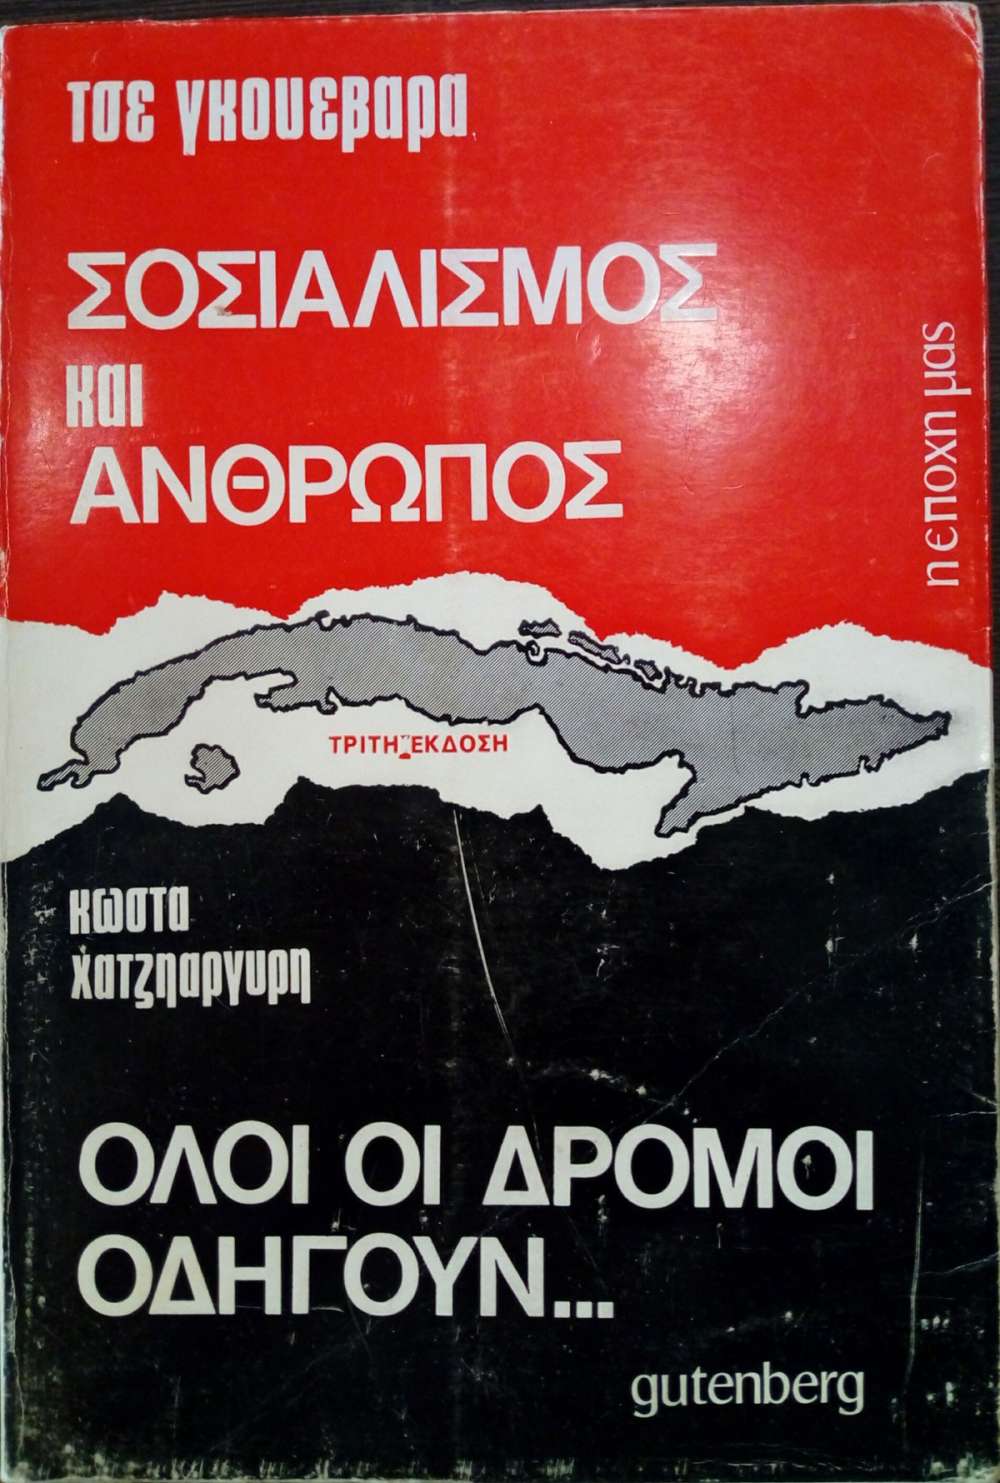 τσε γκουεβαρα
ΣΟΣΙΑΛΙΣΜΟΣ
και
ΑΝΘΡΩΠΟΣ
η εποχη μας
ΤΡΙΤΗ ΕΚΔΟΣΗ
κωστα
χατζηαργυρη
ΟΛΟΙ ΟΙ ΔΡΟΜΟΙ
ΟΔΗΓΟΥΝ...
gutenberg